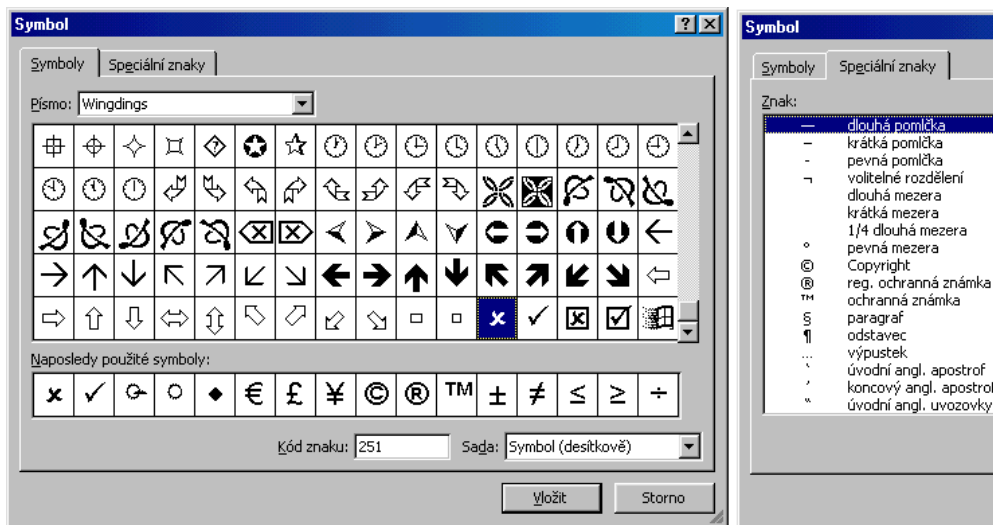 Symbol
Symboly
Speciální znaky
Písmo: Wingdings
Naposledy použité symboly:
€ £ ¥ © ® ™ ± ≠ ≤ ≥ ÷
Kód znaku: 251
Sada: Symbol (desítkově)
Vložit
Storno
Symbol
Symboly
Speciální znaky
Znak:
— dlouhá pomlčka
– krátká pomlčka
- pevná pomlčka
¬ volitelné rozdělení
dlouhá mezera
krátká mezera
1/4 dlouhá mezera
° pevná mezera
© Copyright
® reg. ochranná známka
™ ochranná známka
§ paragraf
¶ odstavec
… výpustek
‘ úvodní angl. apostrof
’ koncový angl. apostrof
“ úvodní angl. uvozovky